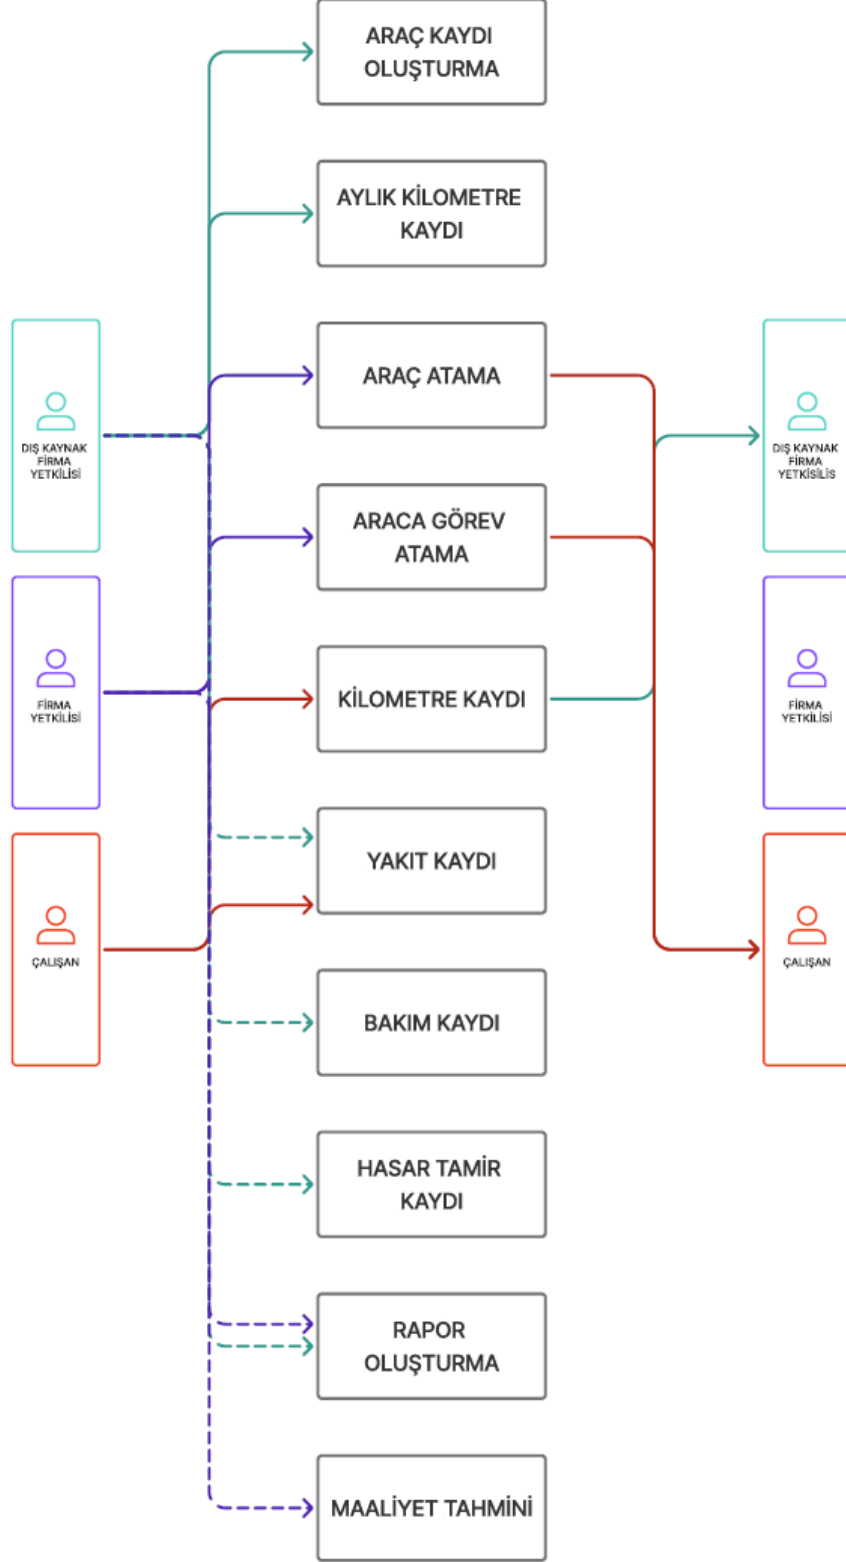 ARAÇ KAYDI
OLUŞTURMA
AYLIK KİLOMETRE
KAYDI
DIŞ KAYNAK
FİRMA
YETKİLİSİ
FİRMA
YETKİLİSİ
ÇALIŞAN
ARAÇ ATAMA
ARACA GÖREV
ATAMA
KİLOMETRE KAYDI
YAKIT KAYDI
BAKIM KAYDI
HASAR TAMİR
KAYDI
RAPOR
OLUŞTURMA
MAALİYET TAHMİNİ
DIŞ KAYNAK
FİRMA
YETKİSİLİS
FİRMA
YETKİLİSİ
ÇALIŞAN